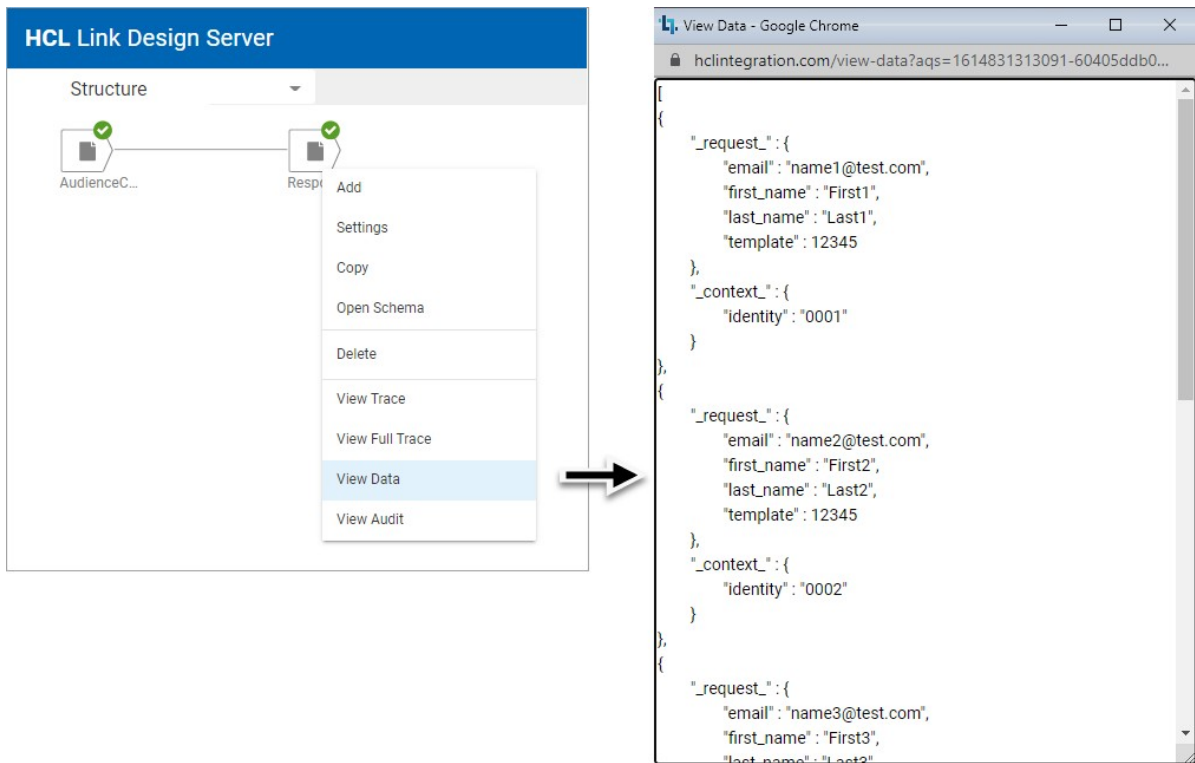 HCL Link Design Server
Structure
AudienceC...
Respo
Add
Settings
Copy
Open Schema
Delete
View Trace
View Full Trace
View Data
View Audit
View Data - Google Chrome
hclintegration.com/view-data?aqs=1614831313091-60405ddb0...
[
{
"_request_" : {
"email" : "name1@test.com",
"first_name" : "First1",
"last_name" : "Last1",
"template" : 12345
},
"_context_" : {
"identity" : "0001"
}
},
{
"_request_" : {
"email" : "name2@test.com",
"first_name" : "First2",
"last_name" : "Last2",
"template" : 12345
},
"_context_" : {
"identity" : "0002"
}
},
{
"_request_" : {
"email" : "name3@test.com",
"first_name" : "First3",
"last_name" : "Last3"